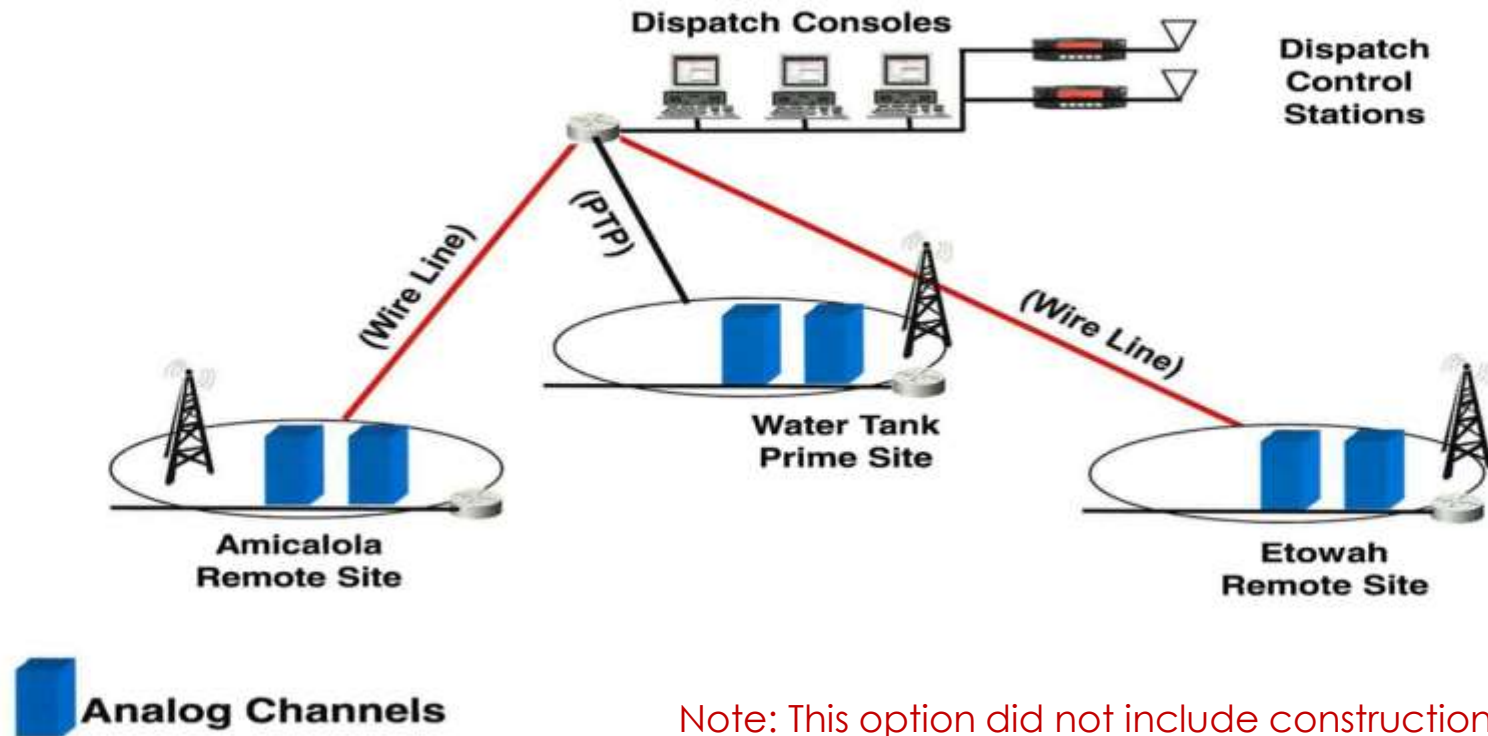 Dispatch Consoles
Dispatch
Control
Stations
(Wire Line)
(PTP)
(Wire Line)
Water Tank
Prime Site
Amicalola
Remote Site
Etowah
Remote Site
Analog Channels
Note: This option did not include construction